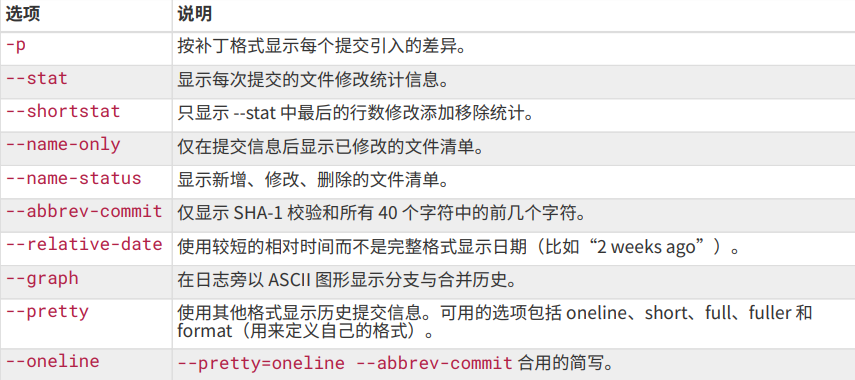 选项 说明
-p 按补丁格式显示每个提交引入的差异。
--stat 显示每次提交的文件修改统计信息。
--shortstat 只显示 --stat 中最后的行数修改添加移除统计。
--name-only 仅在提交信息后显示已修改的文件清单。
--name-status 显示新增、修改、删除的文件清单。
--abbrev-commit 仅显示 SHA-1 校验和所有 40 个字符中的前几个字符。
--relative-date 使用较短的相对时间而不是完整格式显示日期（比如“2 weeks ago”）。
--graph 在日志旁以 ASCII 图形显示分支与合并历史。
--pretty 使用其他格式显示历史提交信息。可用的选项包括 oneline、short、full、fuller 和
format（用来定义自己的格式）。
--oneline --pretty=oneline --abbrev-commit 合用的简写。